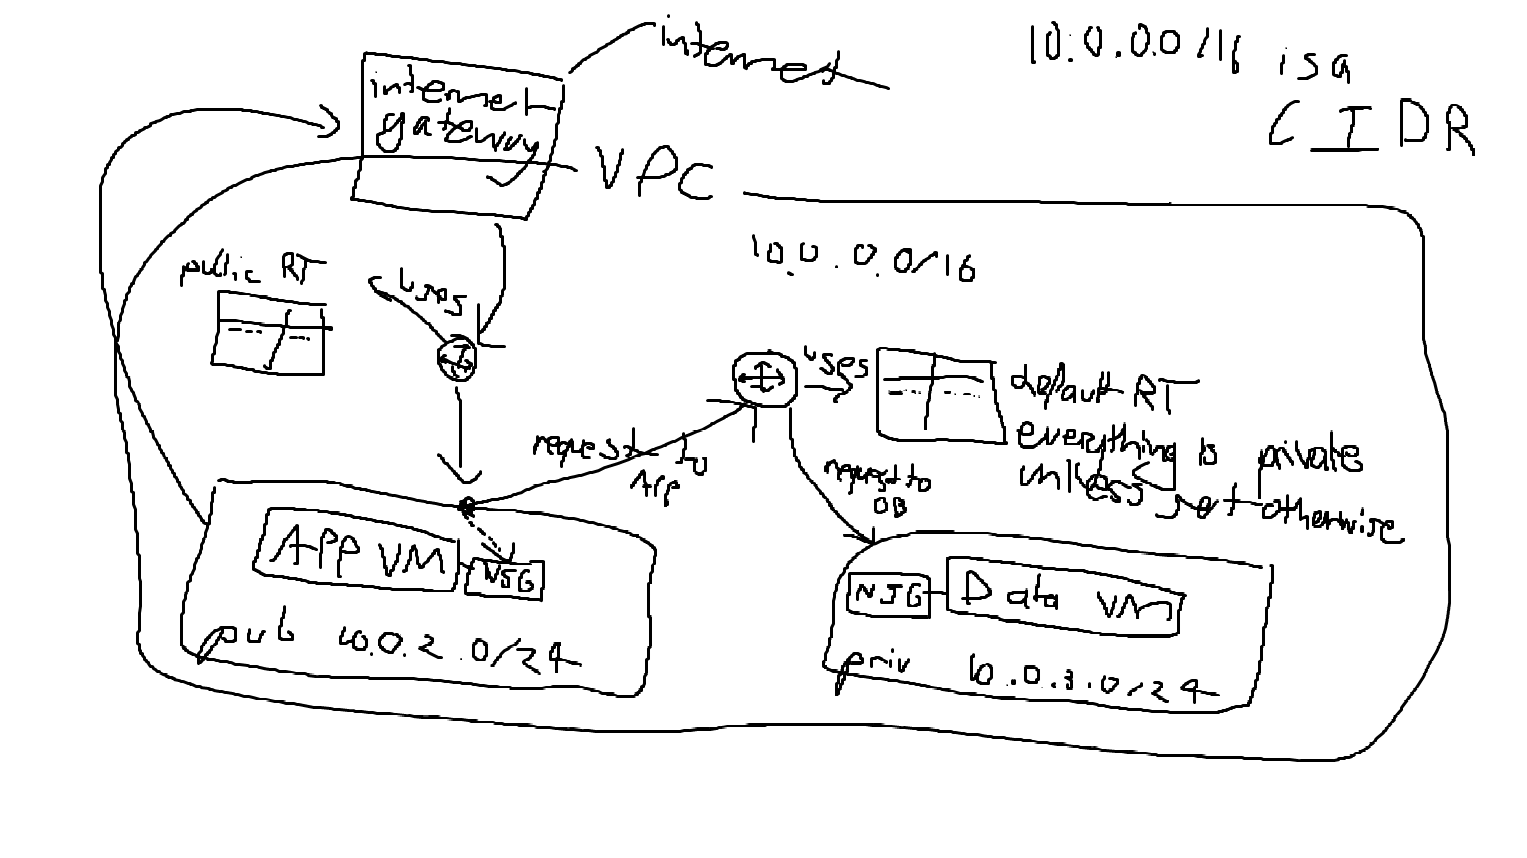 internet
10.0.0.0/16 is a
CIDR
internet
gateway
VPC
10.0.0.0/16
public RT
uses
uses
default RT
everything is private
unless set otherwise
request to
APP
request to
DB
APP VM
NSG
pub 10.0.2.0/24
NSG
Data VM
priv 10.0.3.0/24